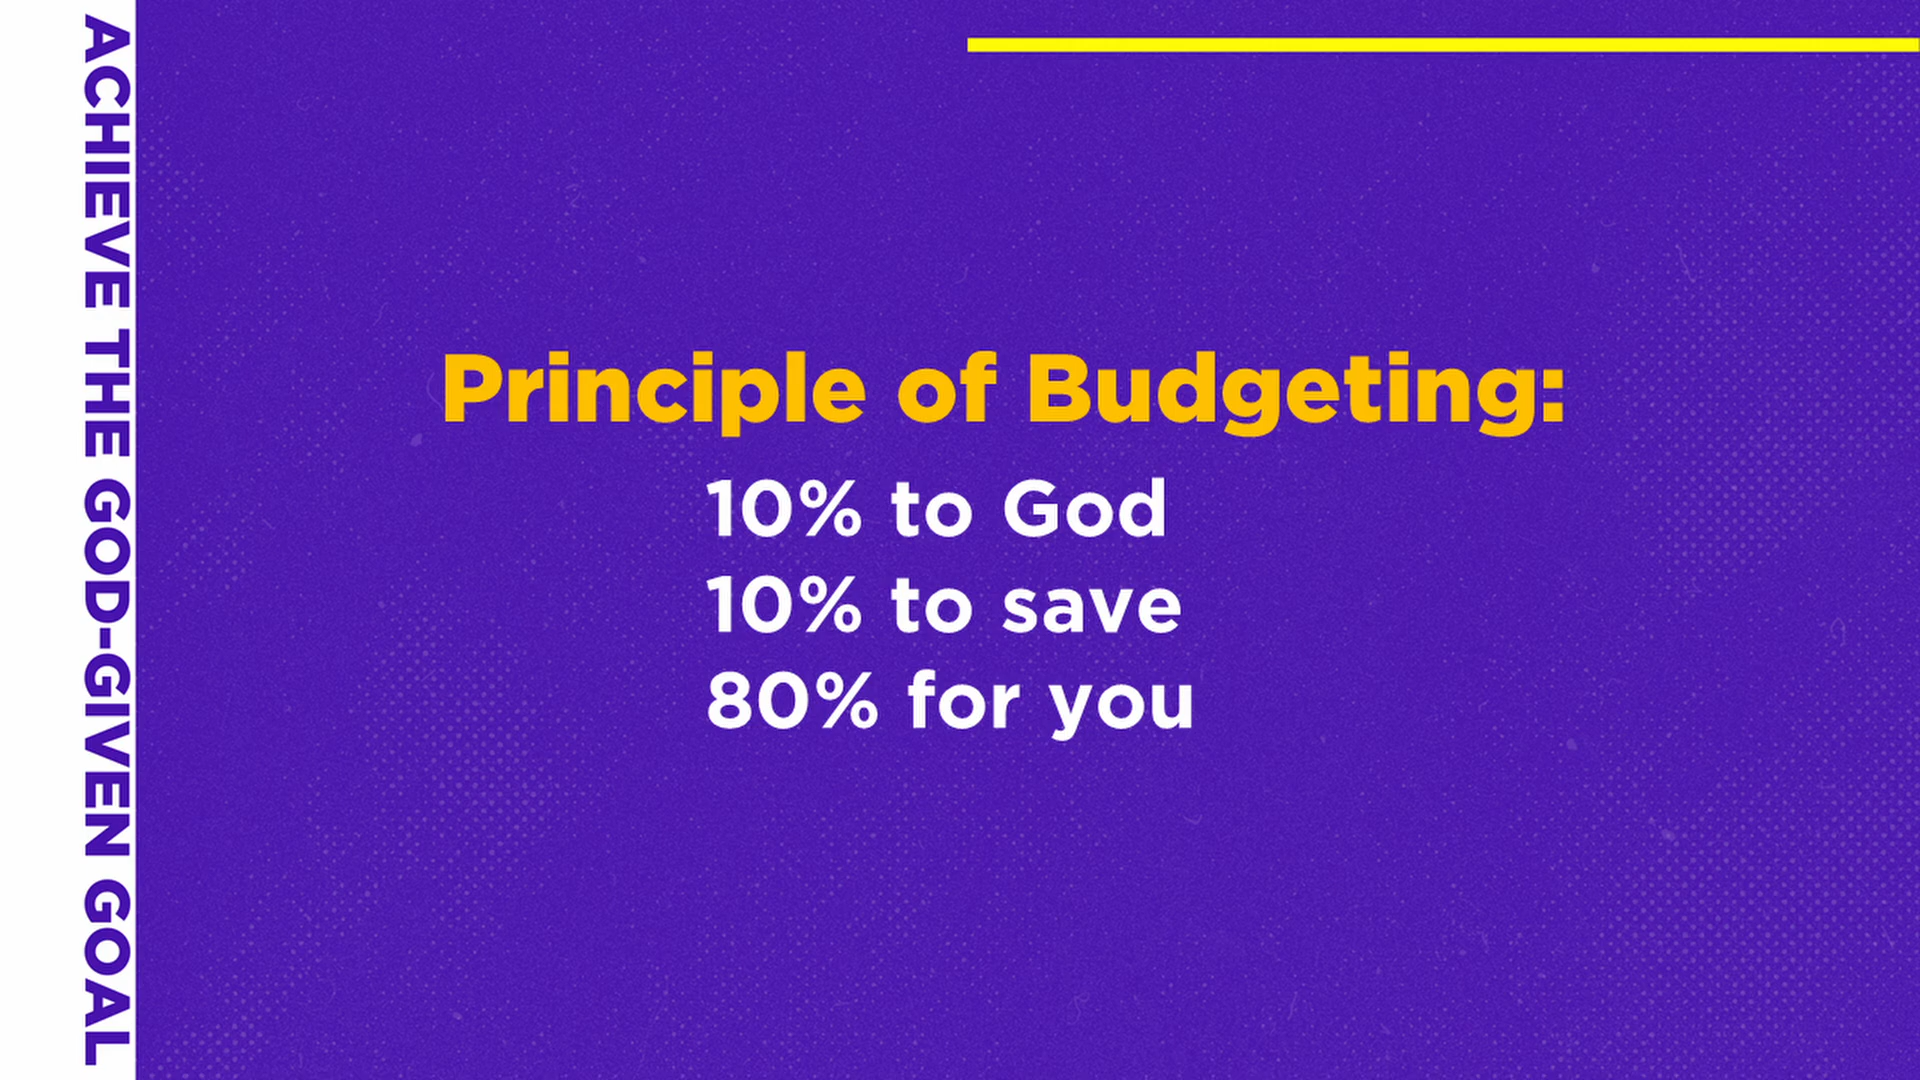 ACHIEVE THE GOD-GIVEN GOAL
Principle of Budgeting:
10% to God
10% to save
80% for you